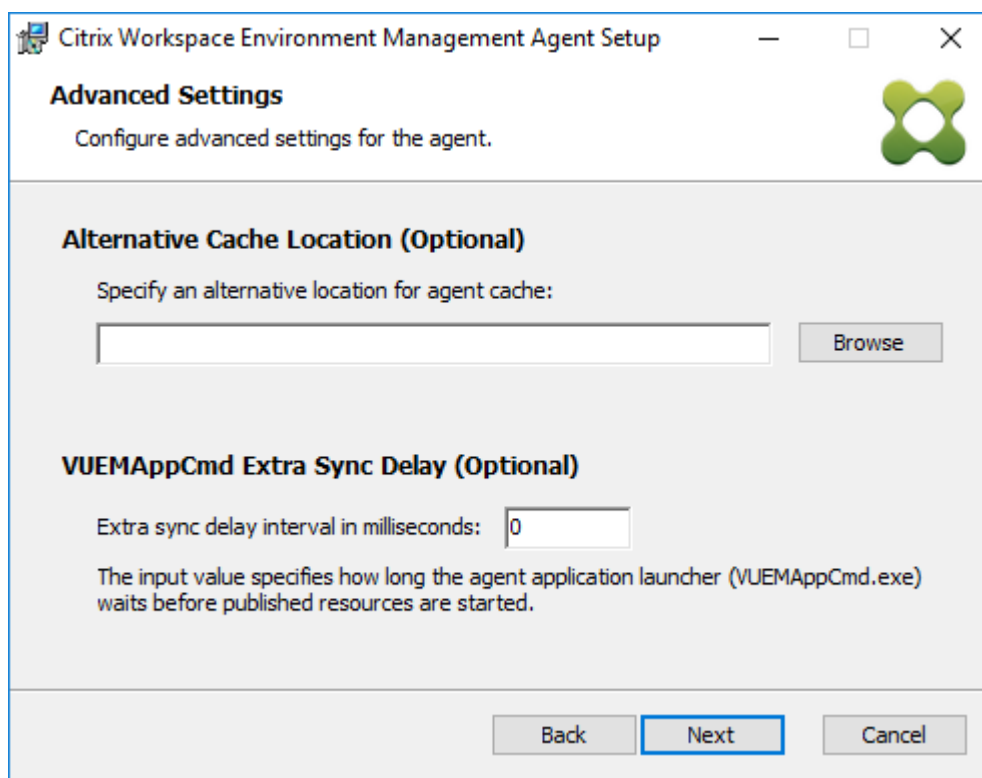 Citrix Workspace Environment Management Agent Setup
Advanced Settings
Configure advanced settings for the agent.
Alternative Cache Location (Optional)
Specify an alternative location for agent cache:
Browse
VUEMAppCmd Extra Sync Delay (Optional)
Extra sync delay interval in milliseconds: 0
The input value specifies how long the agent application launcher (VUEMAppCmd.exe)
waits before published resources are started.
Back Next Cancel